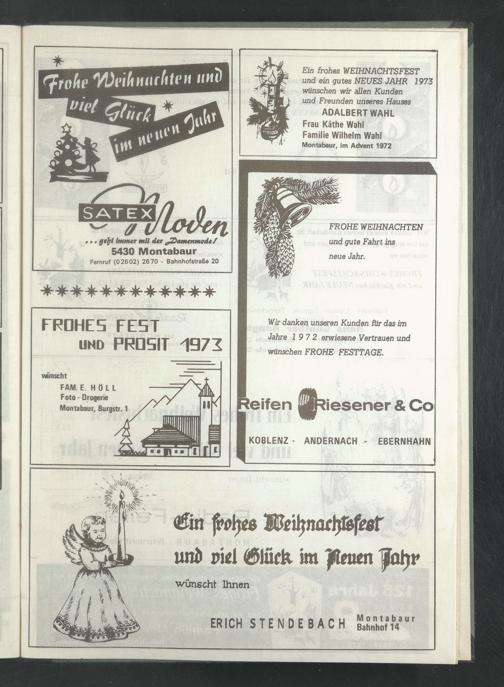 Frohe Weihnachten und
viel Glück
im neuen Jahr
SATEX Moden
...geht immer mit der Damenmode!
5430 Montabaur
Fernruf (02602) 2670 - Bahnhofstraße 20
Ein frohes WEIHNACHTSFEST
und ein gutes NEUES JAHR 1973
wünschen wir allen Kunden
und Freunden unseres Hauses
ADALBERT WAHL
Frau Käthe Wahl
Familie Wilhelm Wahl
Montabaur, im Advent 1972
FROHES FEST
UND PROSIT 1973
wünscht
FAM. E. HÖLL
Foto - Drogerie
Montabaur, Burgstr. 1
FROHE WEIHNACHTEN
und gute Fahrt ins
neue Jahr.
Wir danken unseren Kunden für das im
Jahre 1972 erwiesene Vertrauen und
wünschen FROHE FESTTAGE.
Reifen Riesener & Co
KOBLENZ - ANDERNACH - EBERNHAHN
Ein frohes Weihnachtsfest
und viel Glück im Neuen Jahr
wünscht Ihnen
ERICH STENDEBACH
Montabaur
Bahnhof 14